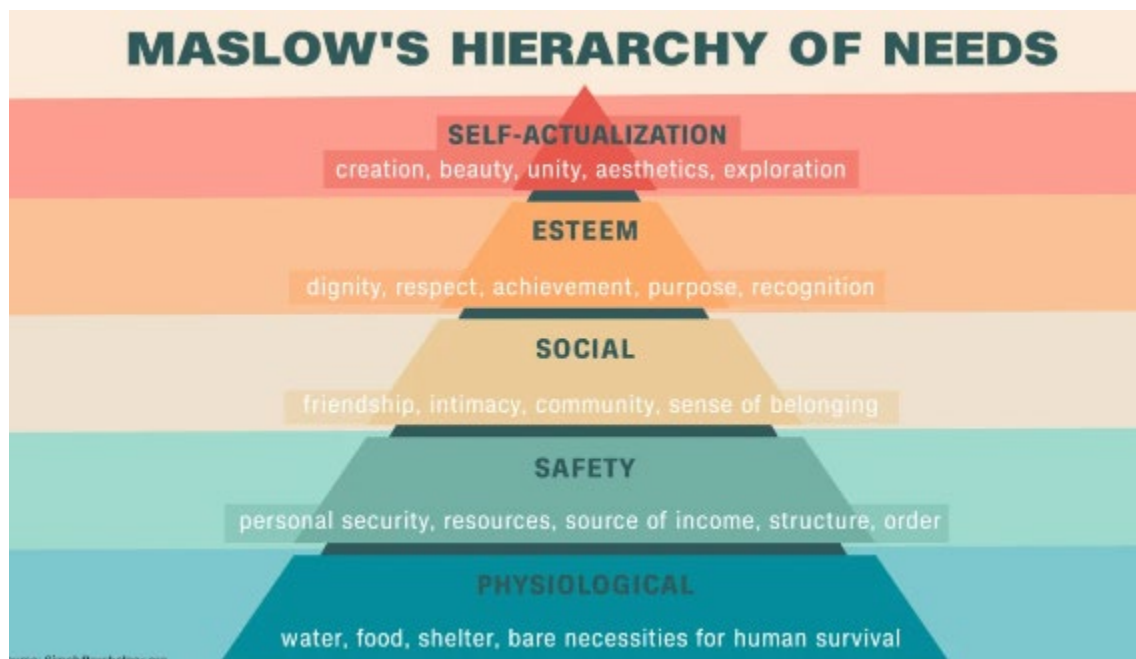 MASLOW'S HIERARCHY OF NEEDS
SELF-ACTUALIZATION
creation, beauty, unity, aesthetics, exploration
ESTEEM
dignity, respect, achievement, purpose, recognition
SOCIAL
friendship, intimacy, community, sense of belonging
SAFETY
personal security, resources, source of income, structure, order
PHYSIOLOGICAL
water, food, shelter, bare necessities for human survival